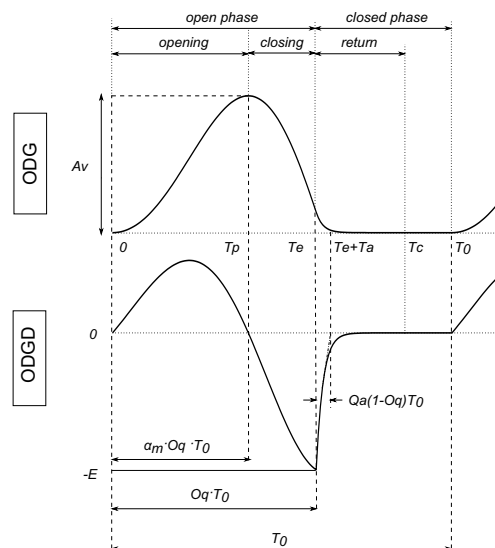 open phase closed phase
opening closing return
ODG
Av
0 Tp Te Te+Ta Tc T0
ODGD
0
Qa(1-Oq)T0
αm·Oq ·T0
-E
Oq·T0
T0